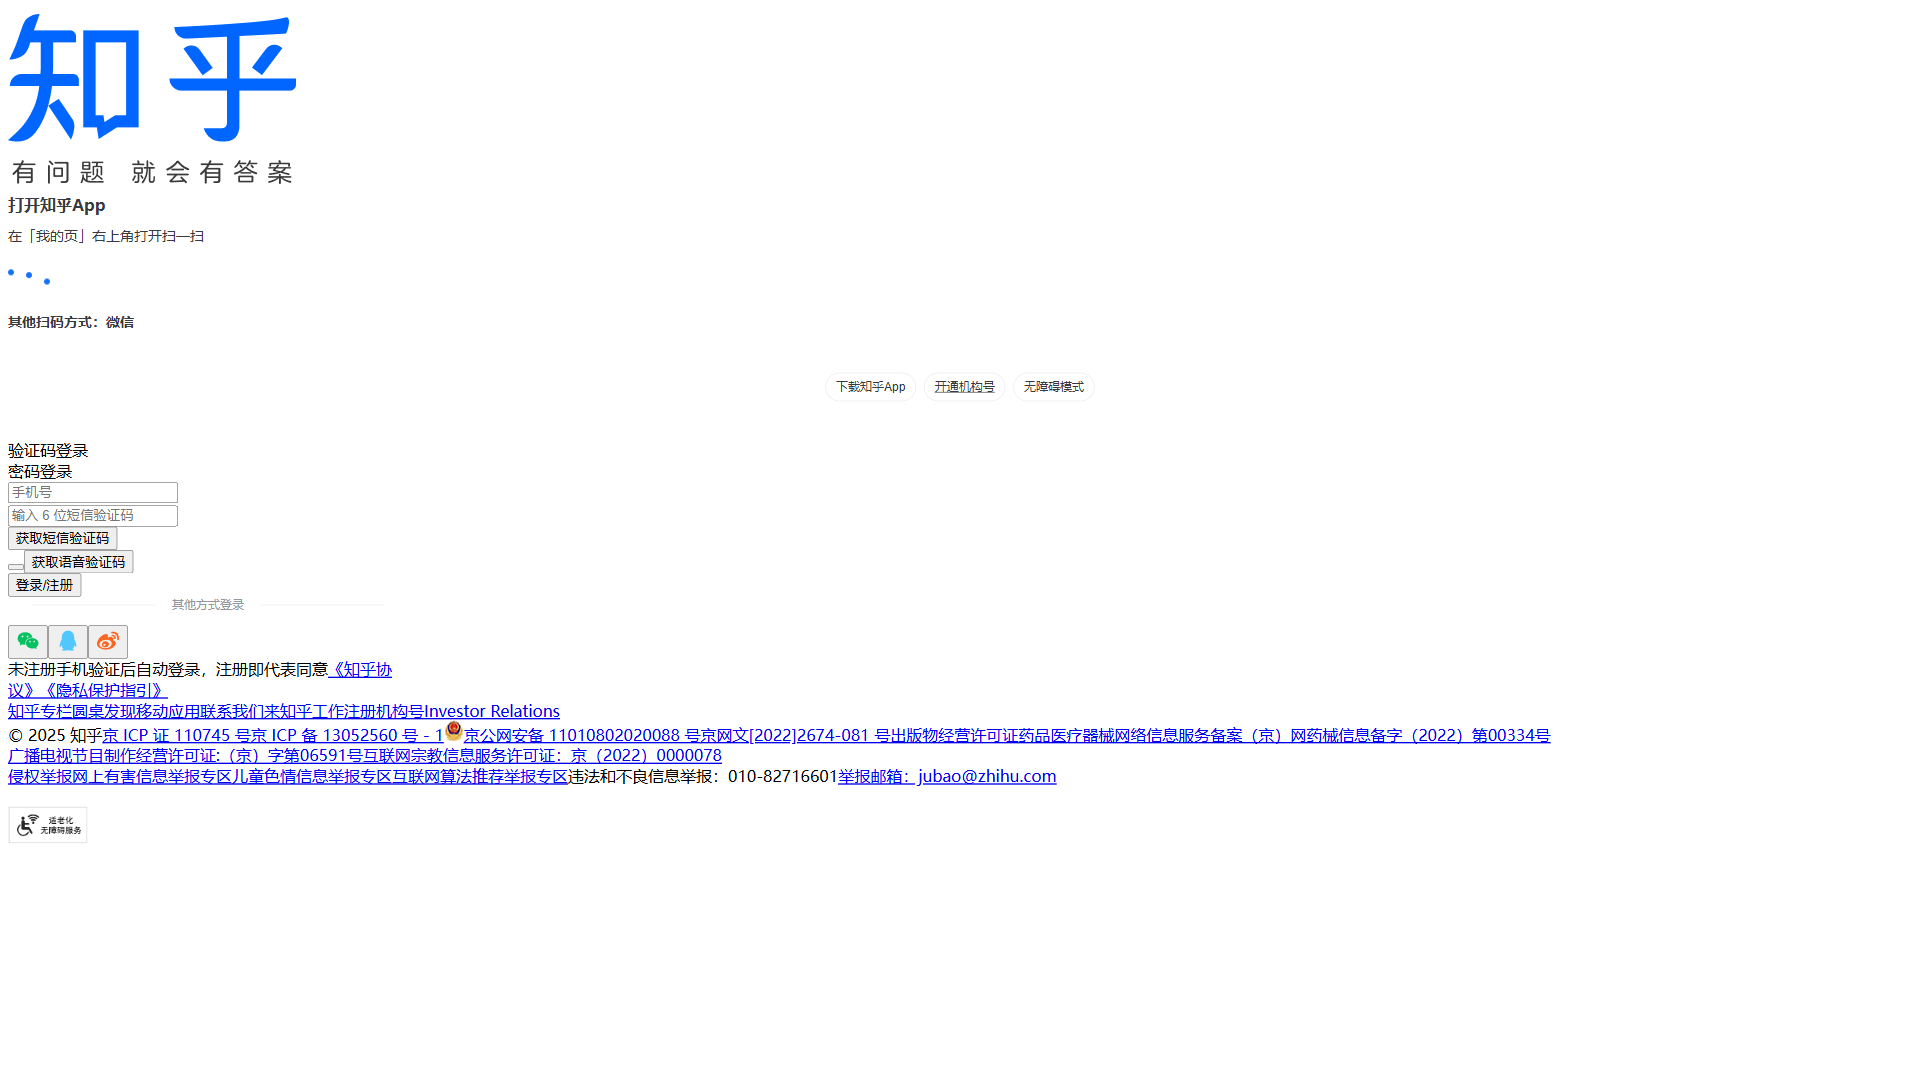 知乎
有问题 就会有答案
打开知乎App
在「我的页」右上角打开扫一扫
其他扫码方式：微信
下载知乎App 开通机构号 无障碍模式
验证码登录
密码登录
手机号
输入 6 位短信验证码
获取短信验证码
获取语音验证码
登录/注册
其他方式登录
未注册手机验证后自动登录，注册即代表同意《知乎协
议》《隐私保护指引》
知乎专栏圆桌发现移动应用联系我们来知乎工作注册机构号Investor Relations
© 2025 知乎京 ICP 证 110745 号京 ICP 备 13052560 号 - 1京公网安备 11010802020088 号京网文[2022]2674-081 号出版物经营许可证药品医疗器械网络信息服务备案（京）网药械信息备字（2022）第00334号
广播电视节目制作经营许可证:（京）字第06591号互联网宗教信息服务许可证：京（2022）0000078
侵权举报网上有害信息举报专区儿童色情信息举报专区互联网算法推荐举报专区违法和不良信息举报：010-82716601举报邮箱：jubao@zhihu.com
适老化
无障碍服务